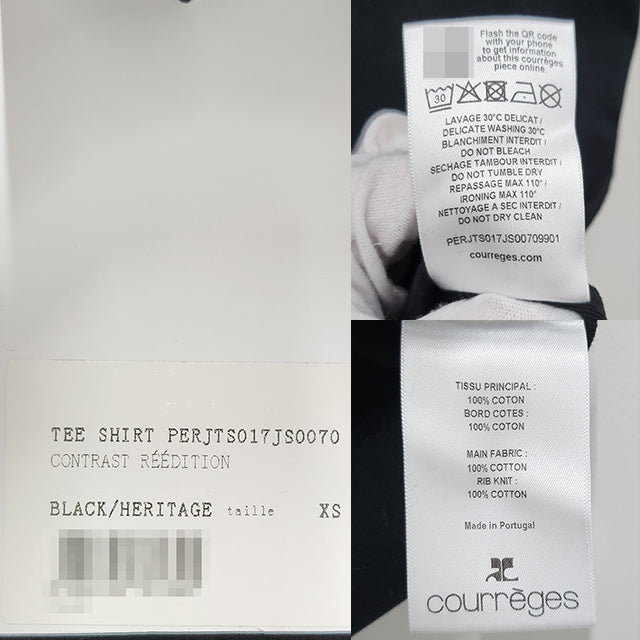 TEE SHIRT PERJTS017JS0070
CONTRAST RÉÉDITION
BLACK/HERITAGE taille XS
Flash the QR code
with your phone
to get information
about this courrèges
piece online.
30
LAVAGE 30°C DELICAT /
DELICATE WASHING 30°C
BLANCHIMENT INTERDIT /
DO NOT BLEACH
SECHAGE TAMBOUR INTERDIT /
DO NOT TUMBLE DRY
REPASSAGE MAX 110° /
IRONING MAX 110°
NETTOYAGE A SEC INTERDIT /
DO NOT DRY CLEAN
PERJTS017JS00709901
courreges.com
TISSU PRINCIPAL :
100% COTON
BORD COTES :
100% COTON
MAIN FABRIC :
100% COTTON
RIB KNIT :
100% COTTON
Made in Portugal
courrèges